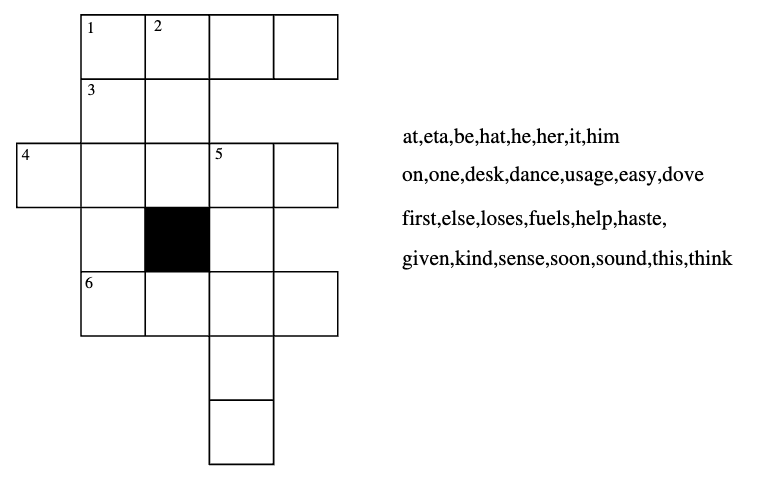 1 2
3
at,eta,be,hat,he,her,it,him
4 5
on,one,desk,dance,usage,easy,dove
first,else,loses,fuels,help,haste,
given,kind,sense,soon,sound,this,think
6